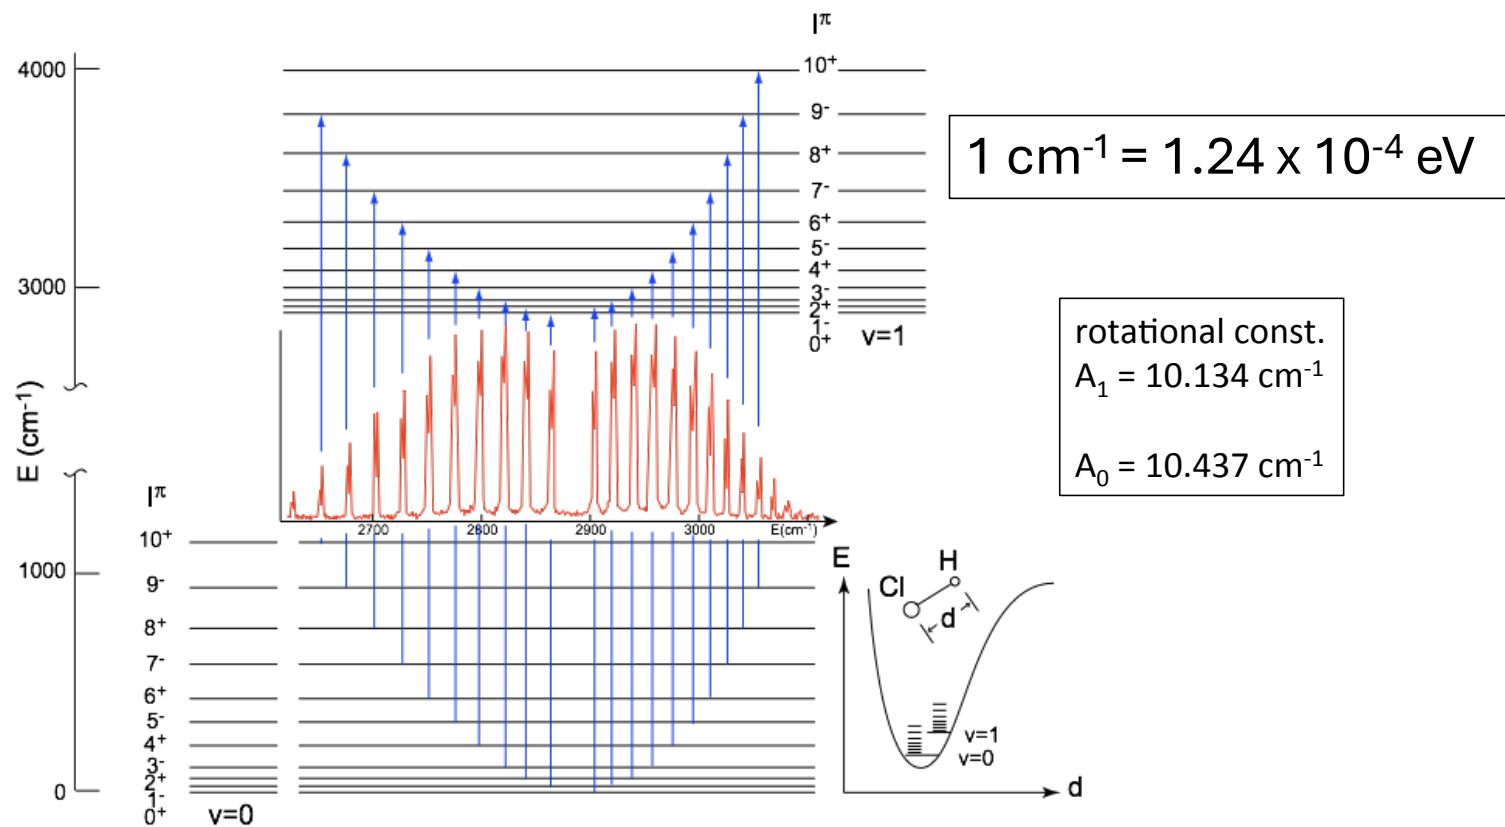 I^π
4000
10⁺
9⁻
8⁺
7⁻
6⁺
5⁻
4⁺
3000
3⁻
2⁺
1⁻
0⁺
v=1
1 cm⁻¹ = 1.24 x 10⁻⁴ eV
rotational const.
A₁ = 10.134 cm⁻¹
A₀ = 10.437 cm⁻¹
E (cm⁻¹)
I^π
2700 2800 2900 3000 E(cm⁻¹)
10⁺
1000
9⁻
8⁺
7⁻
6⁺
5⁻
4⁺
3⁻
2⁺
0
1⁻
0⁺
v=0
E
H
Cl
d
v=1
v=0
d